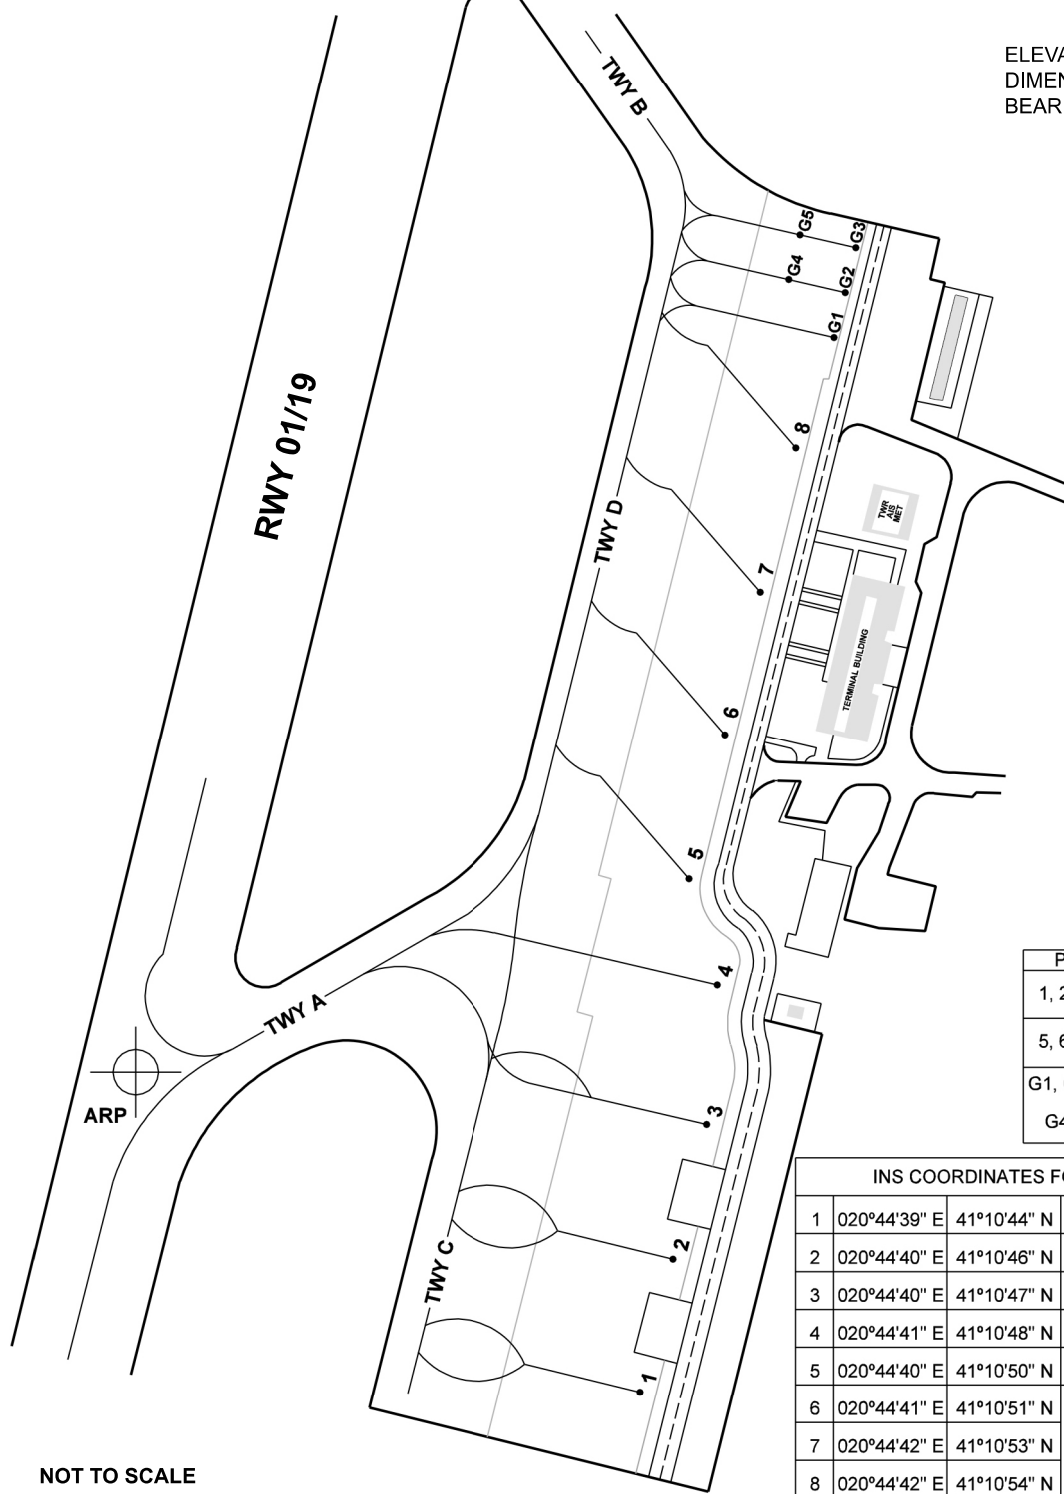 ELEVA
DIMEN
BEAR
TWY B
G5
G3
G4
G2
G1
8
RWY 01/19
TWR
AIS
MET
TWY D
7
TERMINAL BUILDING
6
5
4
TWY A
ARP
3
2
TWY C
1
P
1, 2
5, 6
G1,
G4
INS COORDINATES FO
1 020º44'39" E 41º10'44" N
2 020º44'40" E 41º10'46" N
3 020º44'40" E 41º10'47" N
4 020º44'41" E 41º10'48" N
5 020º44'40" E 41º10'50" N
6 020º44'41" E 41º10'51" N
7 020º44'42" E 41º10'53" N
8 020º44'42" E 41º10'54" N
NOT TO SCALE